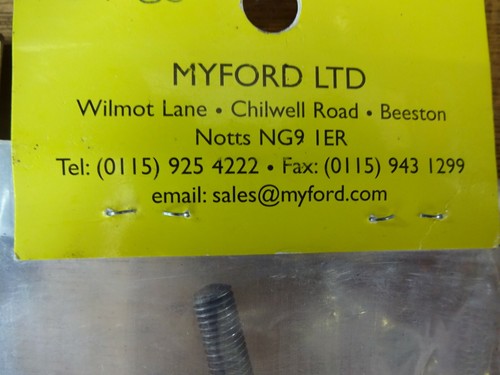 MYFORD LTD
Wilmot Lane • Chilwell Road • Beeston
Notts NG9 1ER
Tel: (0115) 925 4222 • Fax: (0115) 943 1299
email: sales@myford.com